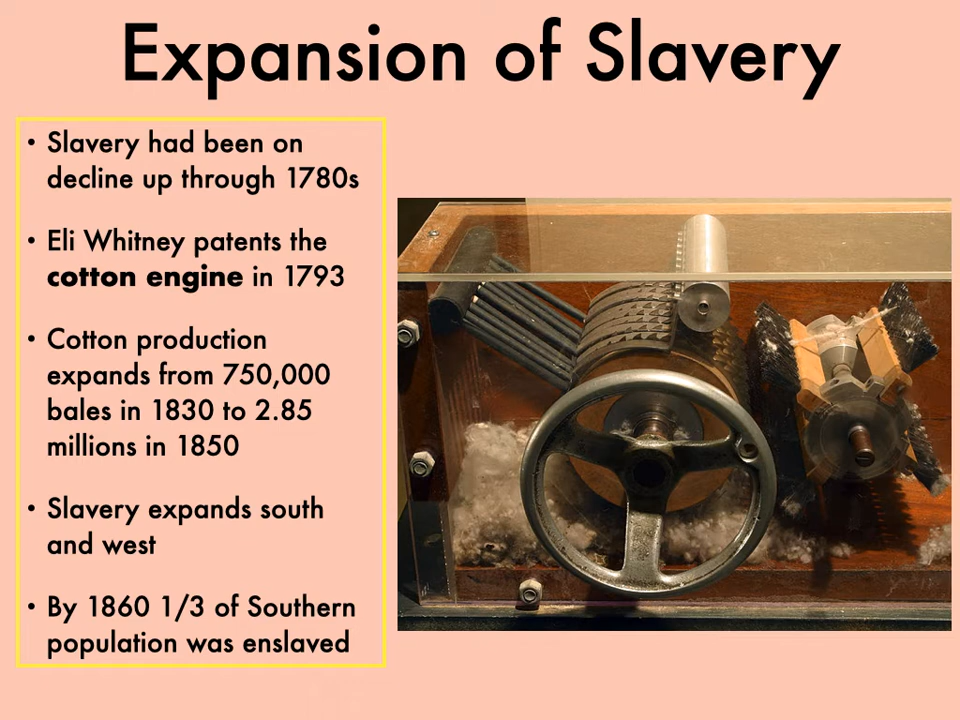 Expansion of Slavery
• Slavery had been on
decline up through 1780s
• Eli Whitney patents the
cotton engine in 1793
• Cotton production
expands from 750,000
bales in 1830 to 2.85
millions in 1850
• Slavery expands south
and west
• By 1860 1/3 of Southern
population was enslaved